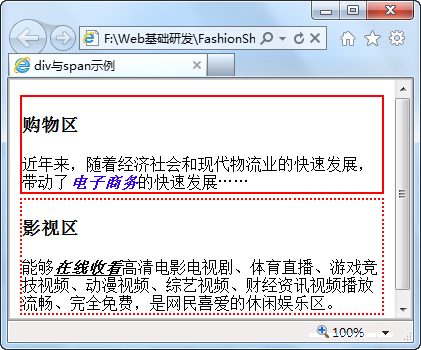 F:\Web基础研发\FashionSh
div与span示例
购物区
近年来，随着经济社会和现代物流业的快速发展，
带动了电子商务的快速发展……
影视区
能够在线收看高清电影电视剧、体育直播、游戏竞
技视频、动漫视频、综艺视频、财经资讯视频播放
流畅、完全免费，是网民喜爱的休闲娱乐区。
100%